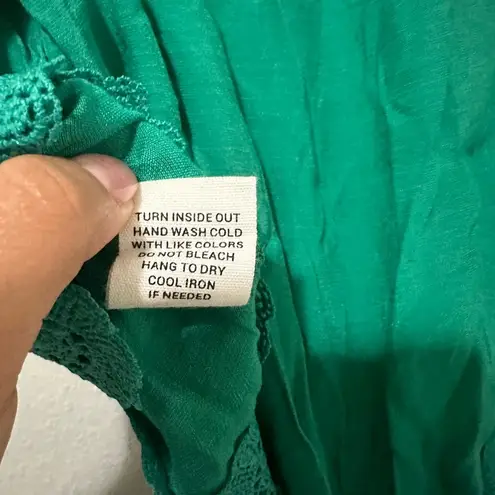 TURN INSIDE OUT
HAND WASH COLD
WITH LIKE COLORS
DO NOT BLEACH
HANG TO DRY
COOL IRON
IF NEEDED